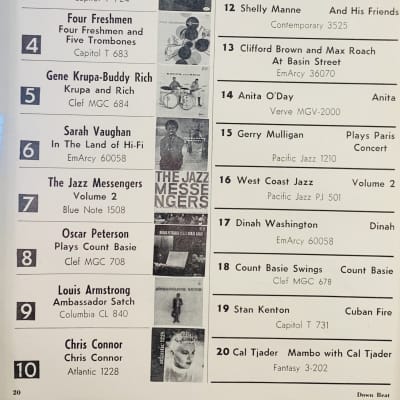 4
Four Freshmen
Four Freshmen and
Five Trombones
Capitol T 683
5
Gene Krupa-Buddy Rich
Krupa and Rich
Clef MGC 684
6
Sarah Vaughan
In The Land of Hi-Fi
EmArcy 60058
7
The Jazz Messengers
Volume 2
Blue Note 1508
THE JAZZ
MESSE
NGERS
8
Oscar Peterson
Plays Count Basie
Clef MGC 708
9
Louis Armstrong
Ambassador Satch
Columbia CL 840
10
Chris Connor
Chris Connor
Atlantic 1228
20
12 Shelly Manne And His Friends
Contemporary 3525
13 Clifford Brown and Max Roach
At Basin Street
EmArcy 36070
14 Anita O'Day Anita
Verve MGV-2000
15 Gerry Mulligan Plays Paris
Concert
Pacific Jazz 1210
16 West Coast Jazz Volume 2
Pacific Jazz PJ 501
17 Dinah Washington Dinah
EmArcy 60058
18 Count Basie Swings Count Basie
Clef MGC 678
19 Stan Kenton Cuban Fire
Capitol T 731
20 Cal Tjader Mambo with Cal Tjader
Fantasy 3-202
Down Beat